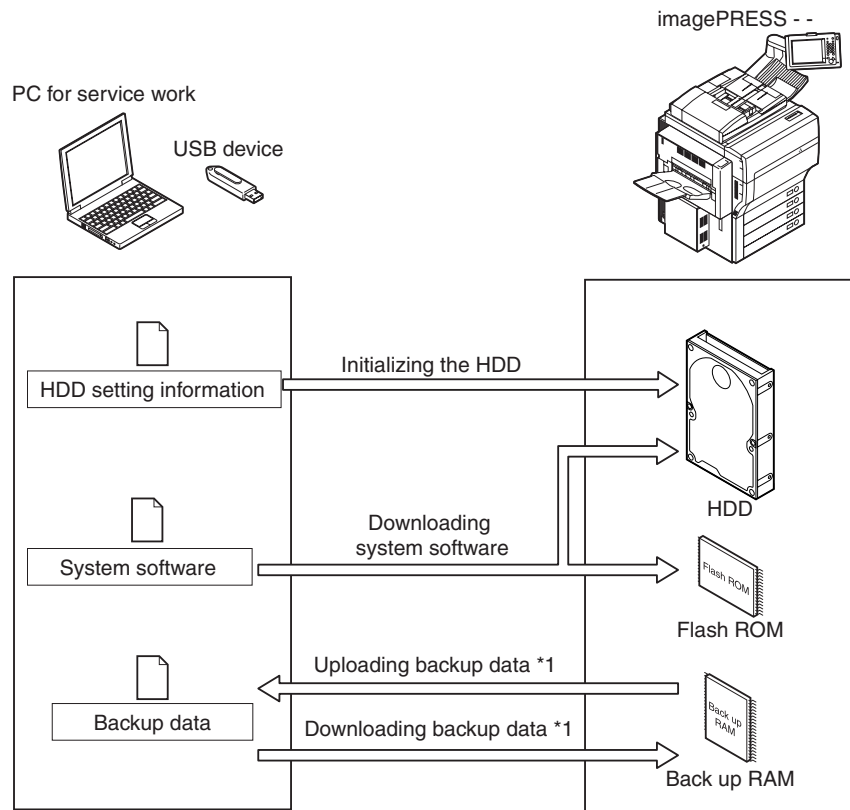 imagePRESS - -
PC for service work
USB device
HDD setting information
Initializing the HDD
HDD
Downloading
system software
System software
Flash ROM
Flash ROM
Uploading backup data *1
Backup data
Downloading backup data *1
Back up
RAM
Back up RAM